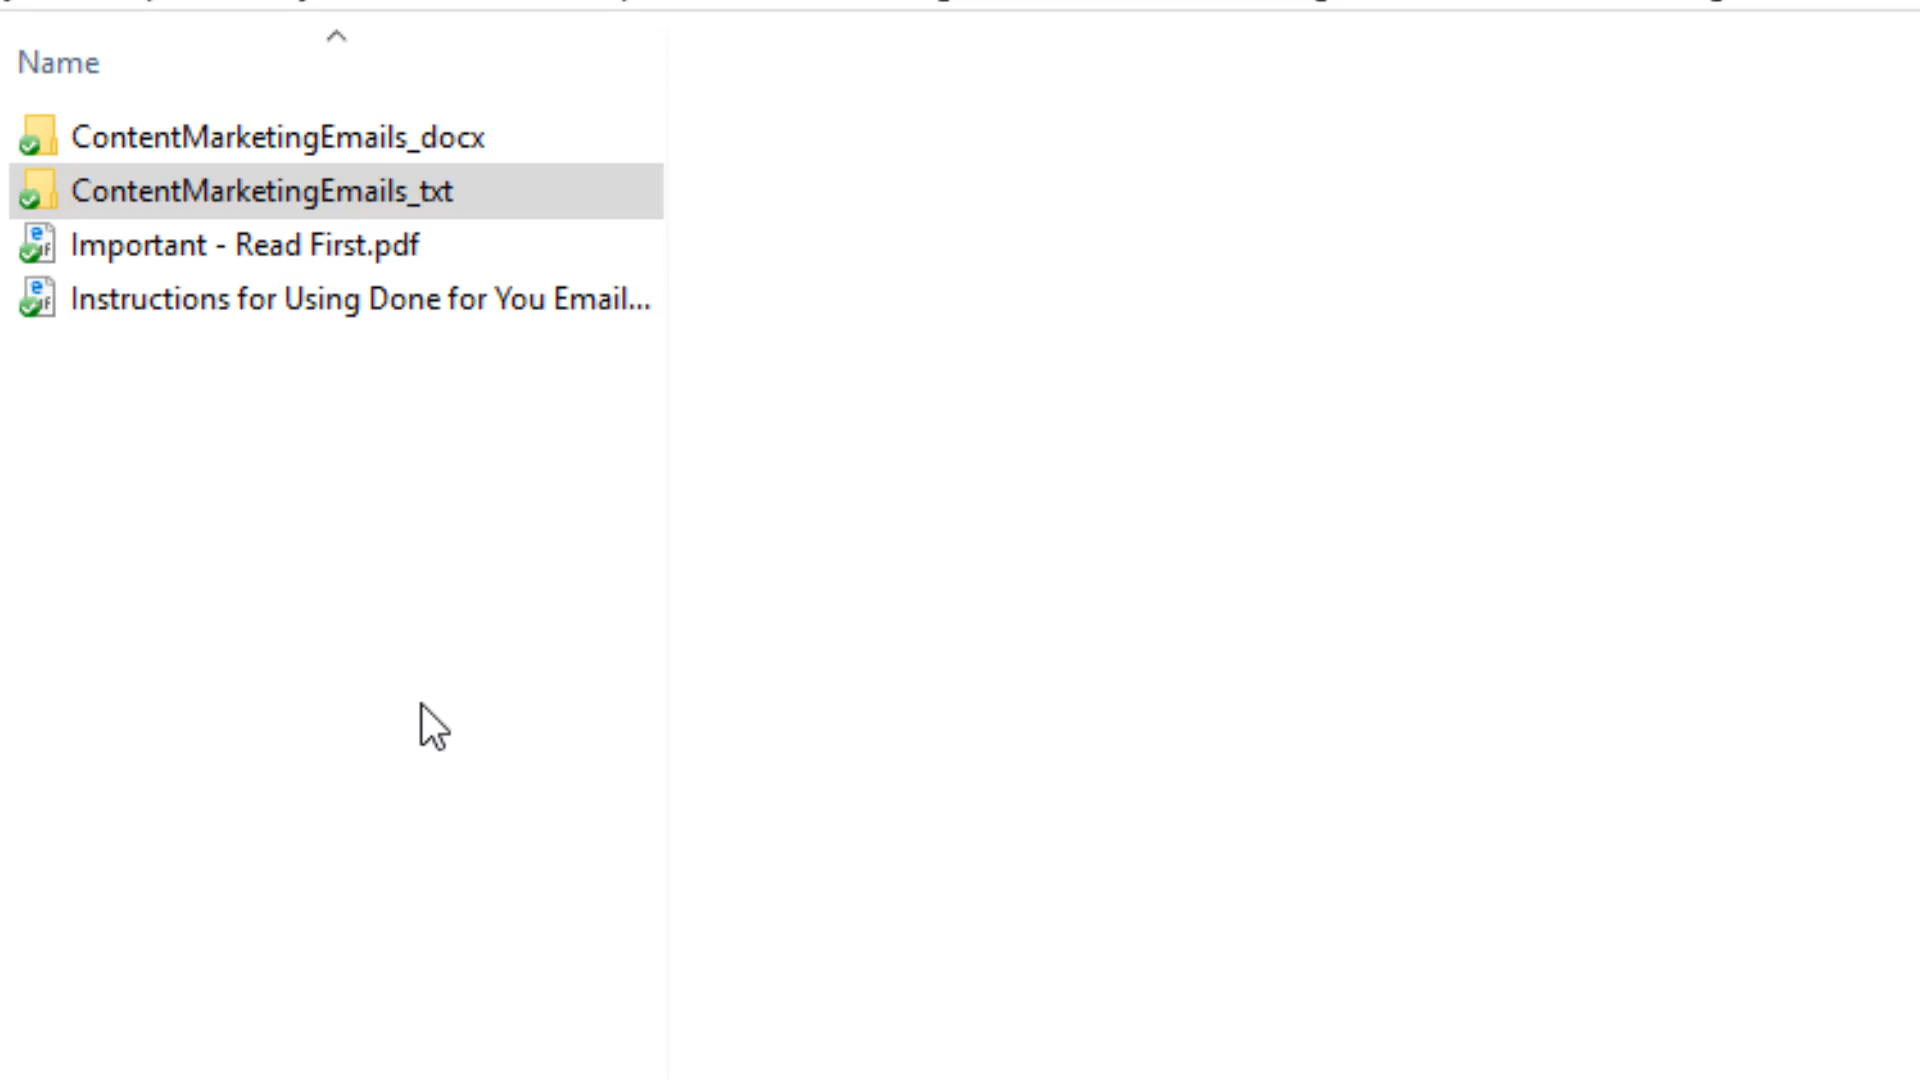 Name
ContentMarketingEmails_docx
ContentMarketingEmails_txt
Important - Read First.pdf
Instructions for Using Done for You Email...